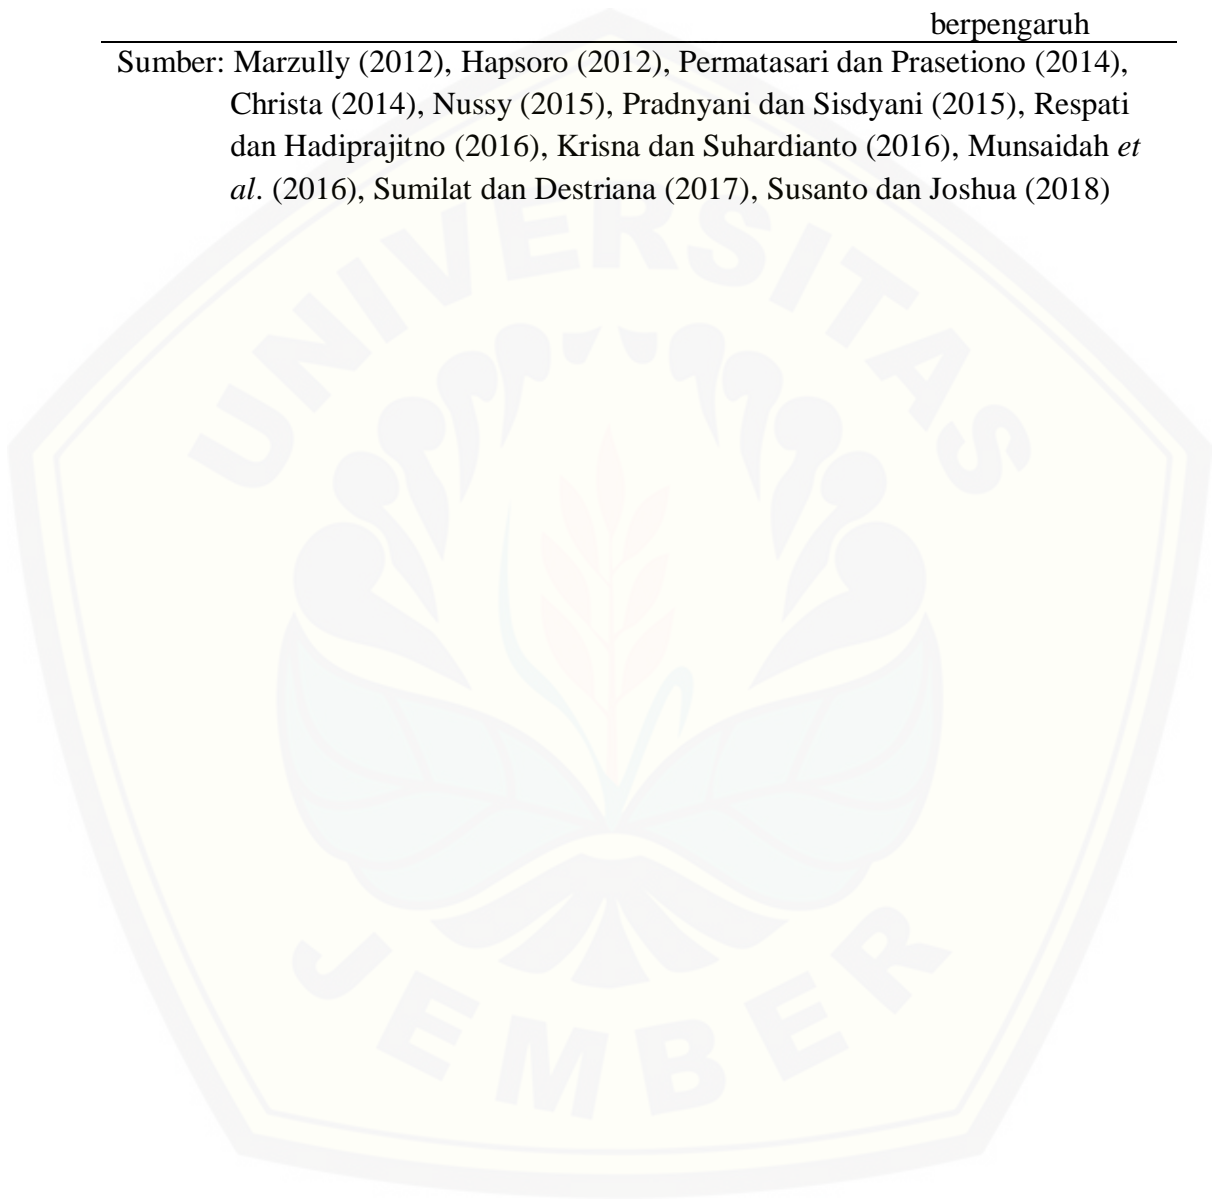 berpengaruh
Sumber: Marzully (2012), Hapsoro (2012), Permatasari dan Prasetiono (2014),
Christa (2014), Nussy (2015), Pradnyani dan Sisdyani (2015), Respati
dan Hadiprajitno (2016), Krisna dan Suhardianto (2016), Munsaidah et
al. (2016), Sumilat dan Destriana (2017), Susanto dan Joshua (2018)
UNIVERSITAS
JEMBER